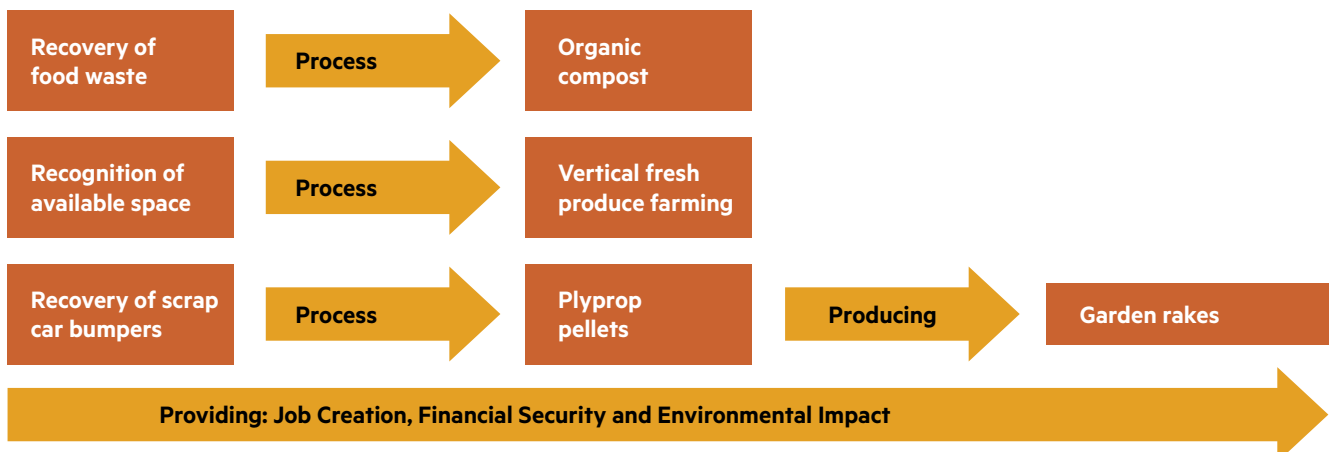 Recovery of
food waste
Process
Organic
compost
Recognition of
available space
Process
Vertical fresh
produce farming
Recovery of scrap
car bumpers
Process
Plyprop
pellets
Producing
Garden rakes
Providing: Job Creation, Financial Security and Environmental Impact